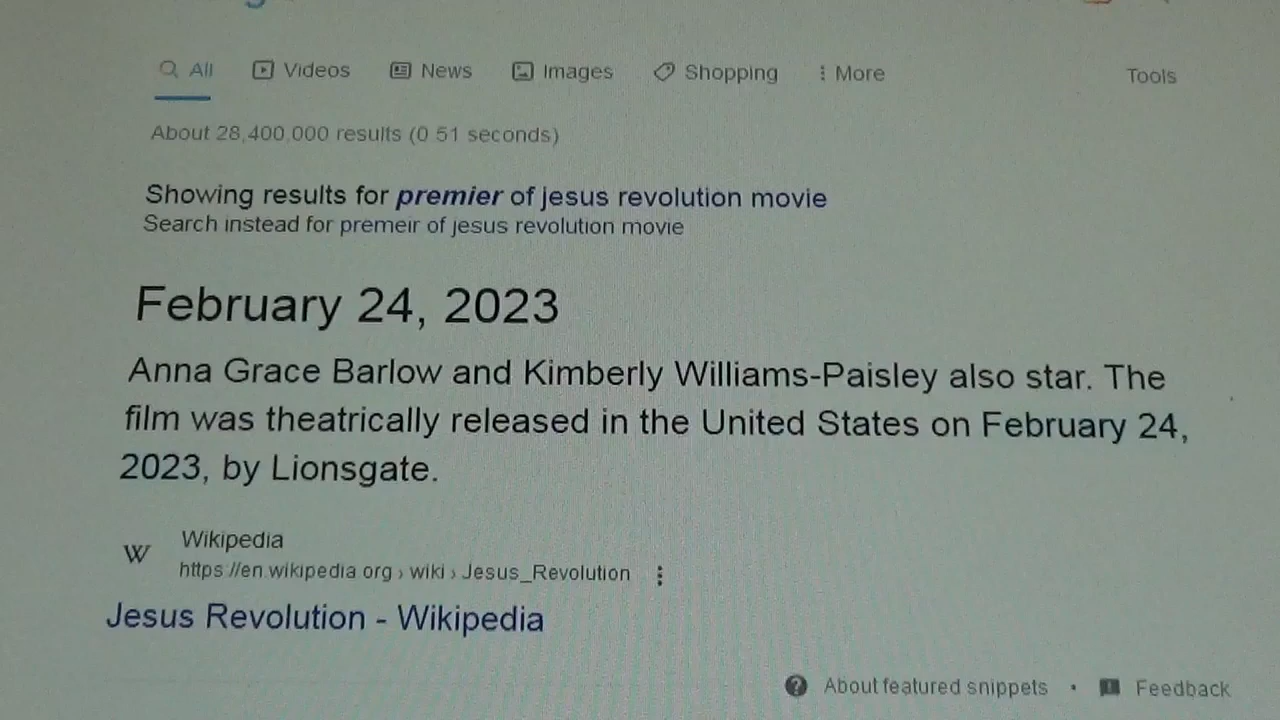 All Videos News Images Shopping More Tools
About 28,400,000 results (0.51 seconds)
Showing results for premier of jesus revolution movie
Search instead for premeir of jesus revolution movie
February 24, 2023
Anna Grace Barlow and Kimberly Williams-Paisley also star. The
film was theatrically released in the United States on February 24,
2023, by Lionsgate.
W Wikipedia
https://en.wikipedia.org › wiki › Jesus_Revolution
Jesus Revolution - Wikipedia
About featured snippets • Feedback